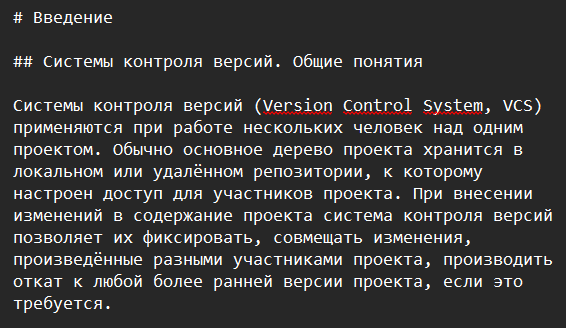 # Введение
## Системы контроля версий. Общие понятия
Системы контроля версий (Version Control System, VCS)
применяются при работе нескольких человек над одним
проектом. Обычно основное дерево проекта хранится в
локальном или удалённом репозитории, к которому
настроен доступ для участников проекта. При внесении
изменений в содержание проекта система контроля версий
позволяет их фиксировать, совмещать изменения,
произведённые разными участниками проекта, производить
откат к любой более ранней версии проекта, если это
требуется.